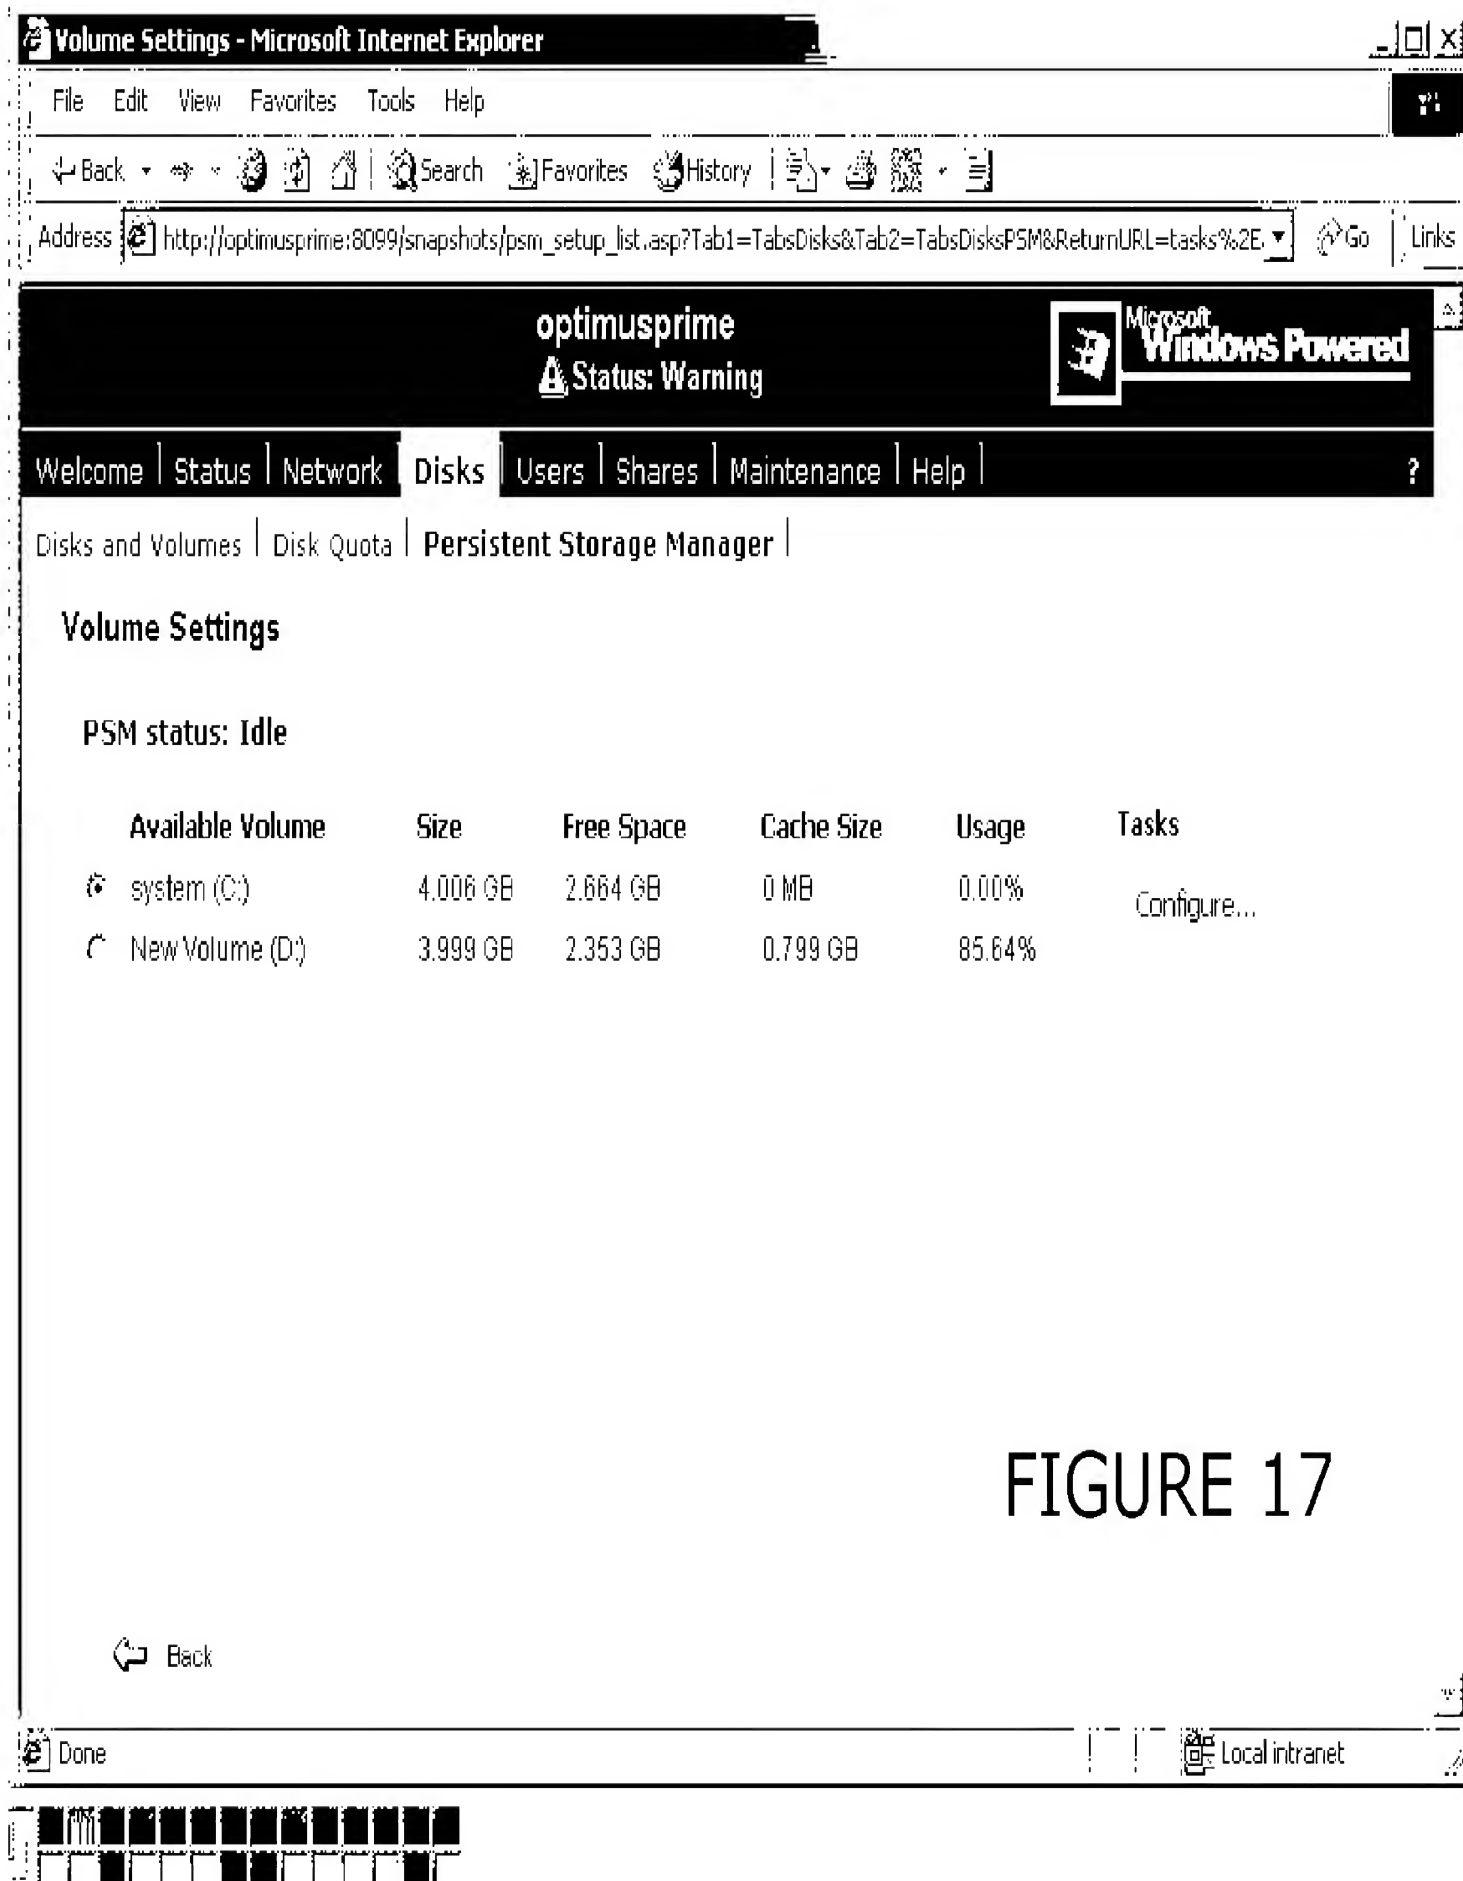 Volume Settings - Microsoft Internet Explorer
File Edit View Favorites Tools Help
Back Search Favorites History
Address http://optimusprime:8099/snapshots/psm_setup_list.asp?Tab1=TabsDisks&Tab2=TabsDisksPSM&ReturnURL=tasks%2E. Go Links
optimusprime
Status: Warning
Microsoft
Windows Powered
Welcome | Status | Network | Disks | Users | Shares | Maintenance | Help | ?
Disks and Volumes | Disk Quota | Persistent Storage Manager |
Volume Settings
PSM status: Idle
Available Volume Size Free Space Cache Size Usage Tasks
system (C:) 4.006 GB 2.664 GB 0 MB 0.00% Configure...
New Volume (D:) 3.999 GB 2.353 GB 0.799 GB 85.64%
FIGURE 17
Back
Done Local intranet